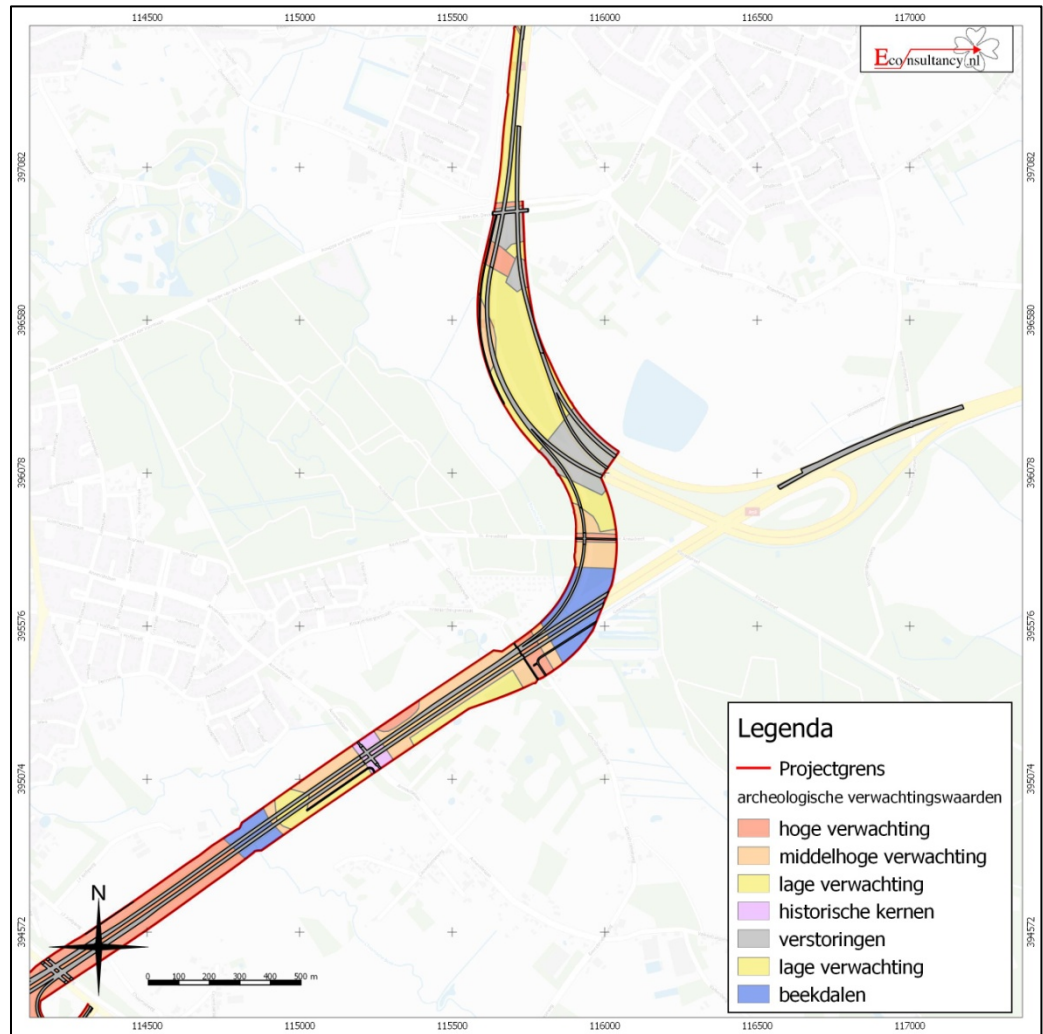 114500 115000 115500 116000 116500 117000
Econsultancy.nl
397082
397082
396580
396580
396078
396078
395576
395576
395074
395074
394572
394572
Legenda
Projectgrens
archeologische verwachtingswaarden
hoge verwachting
middelhoge verwachting
lage verwachting
historische kernen
verstoringen
lage verwachting
beekdalen
N
0 100 200 300 400 500 m
114500 115000 115500 116000 116500 117000